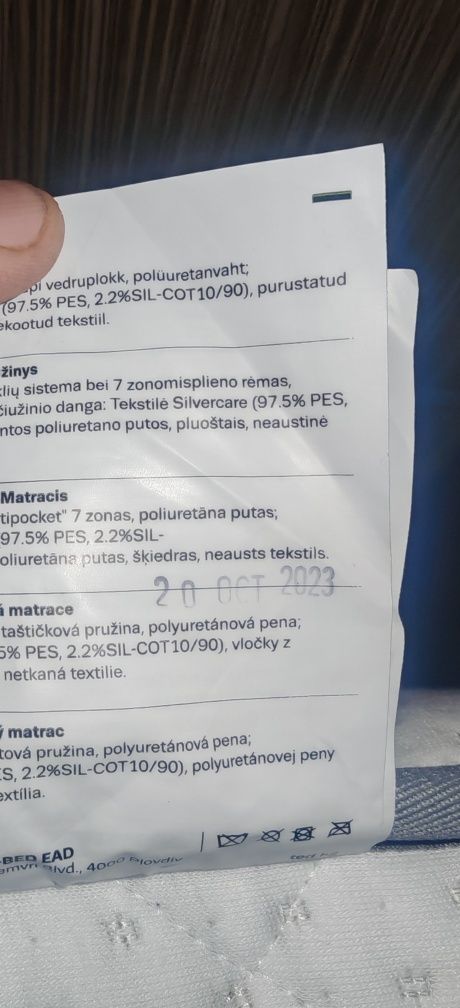 vedruplokk, polüuretanvaht;
(97.5% PES, 2.2%SIL-COT10/90), purustatud
ekootud tekstiil.
žinys
klių sistema bei 7 zonomisplieno rėmas,
čiužinio danga: Tekstilė Silvercare (97.5% PES,
ntos poliuretano putos, pluoštais, neaustinė
Matracis
tipocket" 7 zonas, poliuretāna putas;
97.5% PES, 2.2%SIL-
oliuretāna putas, šķiedras, neausts tekstils.
20 OCT 2023
á matrace
taštičková pružina, polyuretánová pena;
5% PES, 2.2%SIL-COT10/90), vločky z
netkaná textilie.
ý matrac
tová pružina, polyuretánová pena;
ES, 2.2%SIL-COT10/90), polyuretánovej peny
extília.
-BED EAD
blvd., 4000 Plovdiv